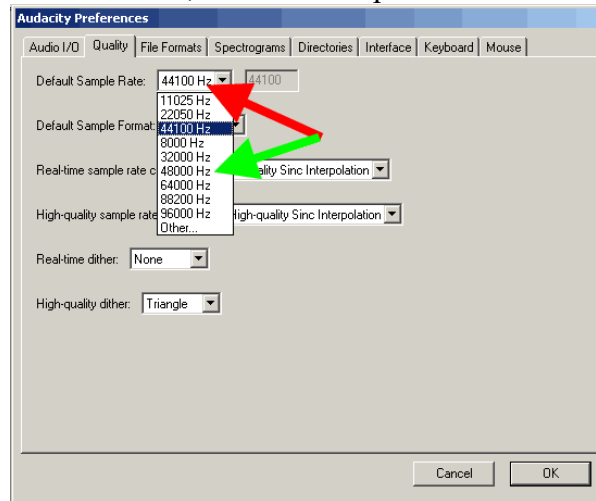 Audacity Preferences
Audio I/O Quality File Formats Spectrograms Directories Interface Keyboard Mouse
Default Sample Rate: 44100 Hz 44100
11025 Hz
22050 Hz
Default Sample Format: 44100 Hz
8000 Hz
32000 Hz
Real-time sample rate 48000 Hz Sinc Interpolation
64000 Hz
88200 Hz
High-quality sample rate 96000 Hz High-quality Sinc Interpolation
Other...
Real-time dither: None
High-quality dither: Triangle
Cancel OK